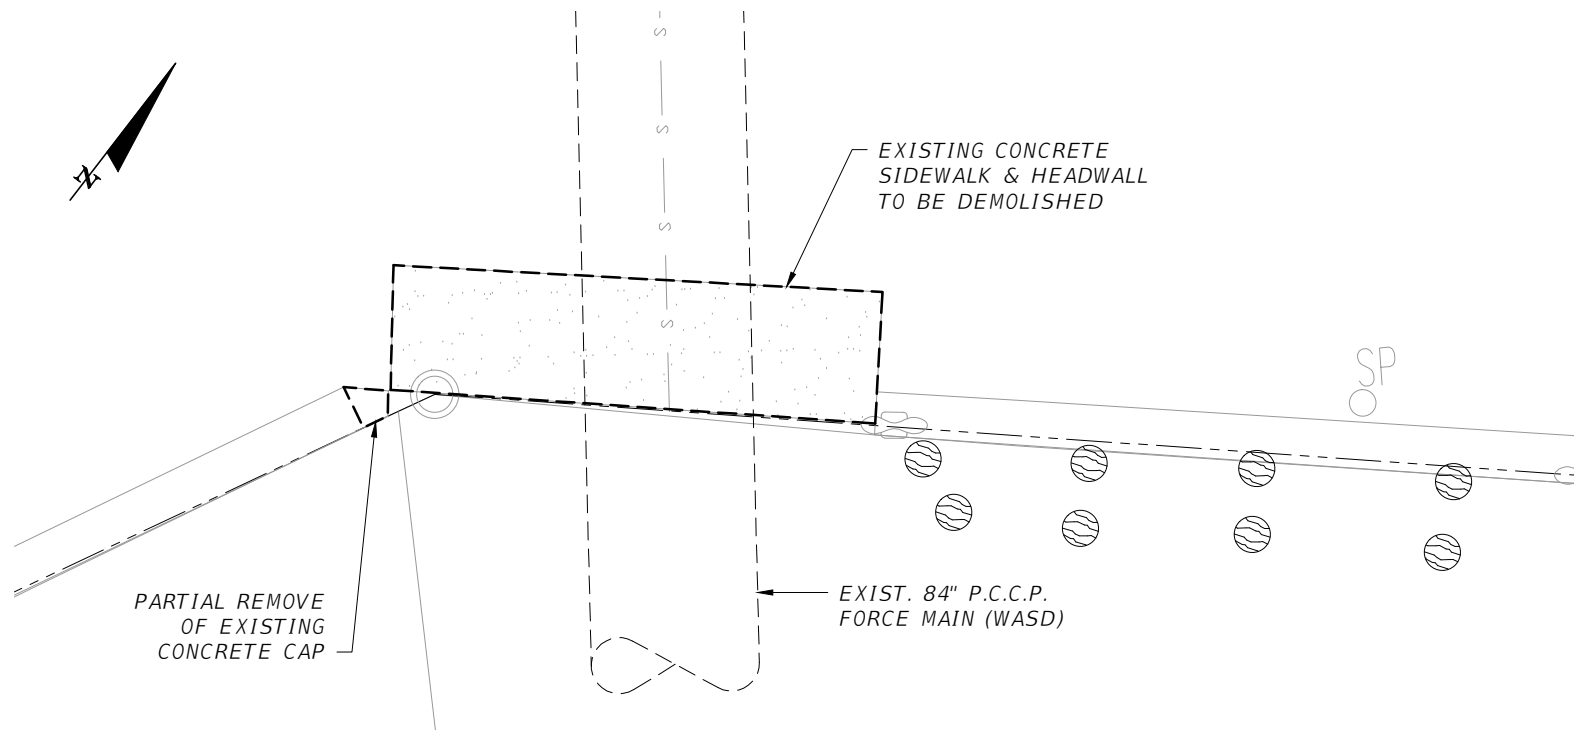 S
N
S
EXISTING CONCRETE
SIDEWALK & HEADWALL
TO BE DEMOLISHED
S
S
SP
PARTIAL REMOVE
OF EXISTING
CONCRETE CAP
EXIST. 84" P.C.C.P.
FORCE MAIN (WASD)